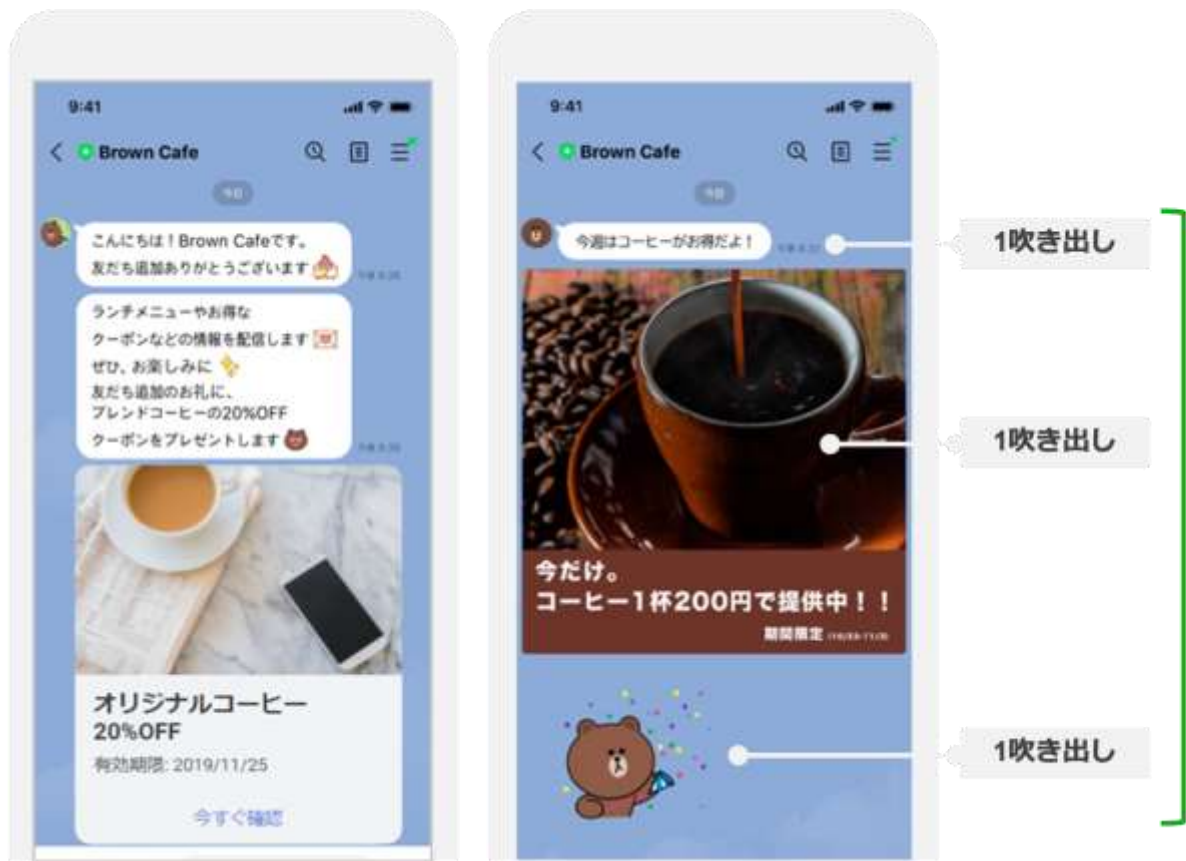 9:41
Brown Cafe
今日
こんにちは！Brown Cafeです。
友だち追加ありがとうございます
ランチメニューやお得な
クーポンなどの情報を配信します
ぜひ、お楽しみに
友だち追加のお礼に、
ブレンドコーヒーの20%OFF
クーポンをプレゼントします
オリジナルコーヒー
20%OFF
有効期限: 2019/11/25
今すぐ確認
9:41
Brown Cafe
今日
今週はコーヒーがお得だよ！
今だけ。
コーヒー1杯200円で提供中！！
期間限定
1吹き出し
1吹き出し
1吹き出し